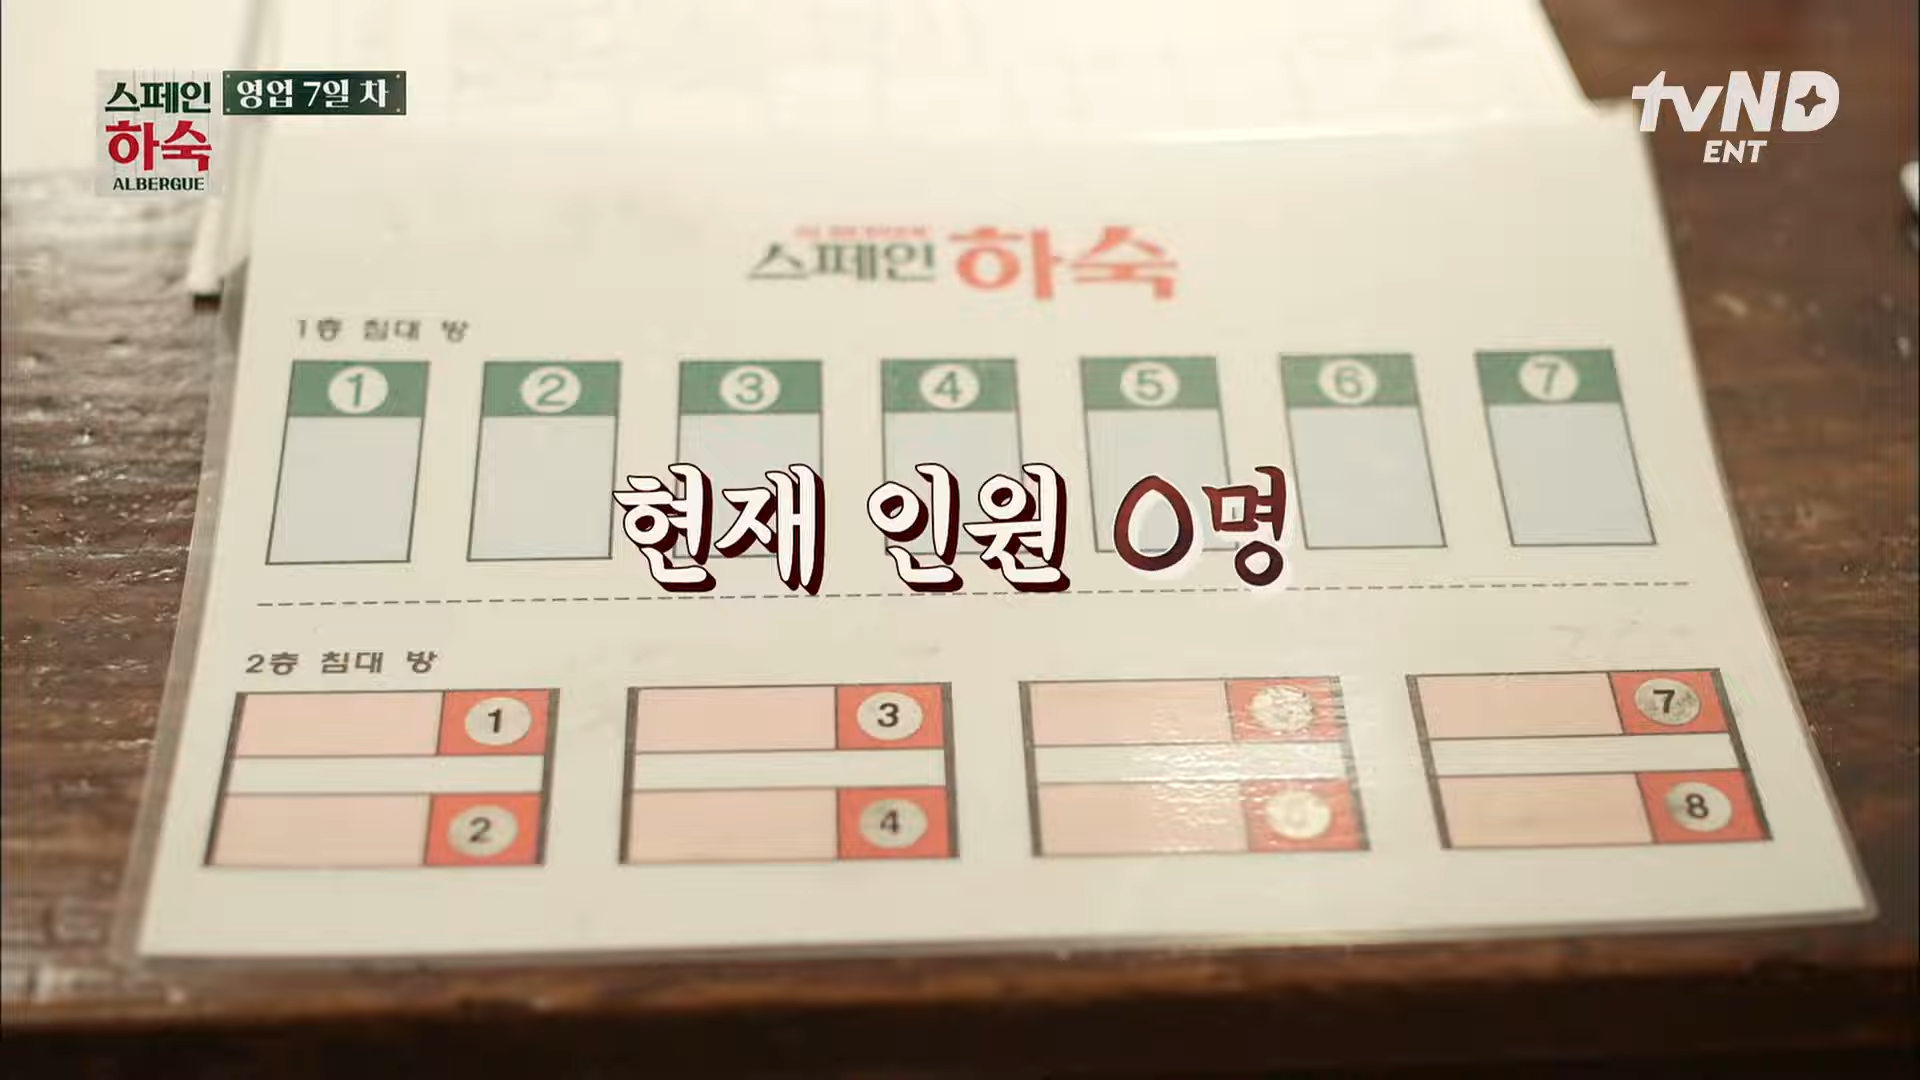 스페인
하숙
ALBERGUE
영업 7일 차
tvND
ENT
스페인 하숙
1층 침대 방
1 2 3 4 5 6 7
현재 인원 0명
2층 침대 방
1 3 7
2 4 8